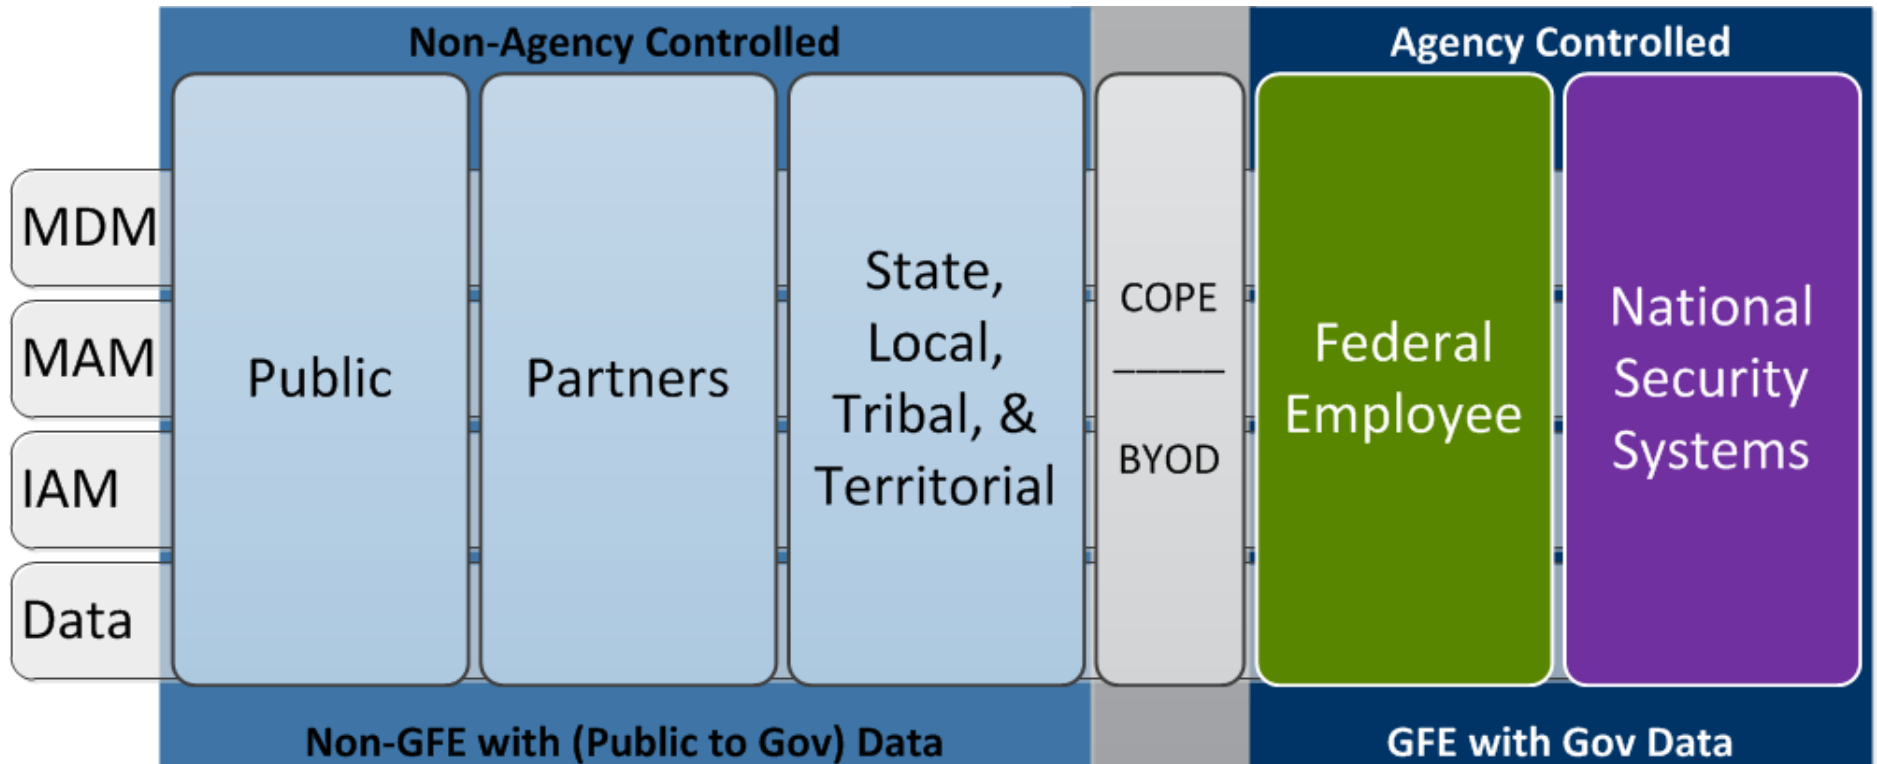 Non-Agency Controlled
Agency Controlled
MDM
MAM
IAM
Data
Public
Partners
State,
Local,
Tribal, &
Territorial
COPE
BYOD
Federal
Employee
National
Security
Systems
Non-GFE with (Public to Gov) Data
GFE with Gov Data